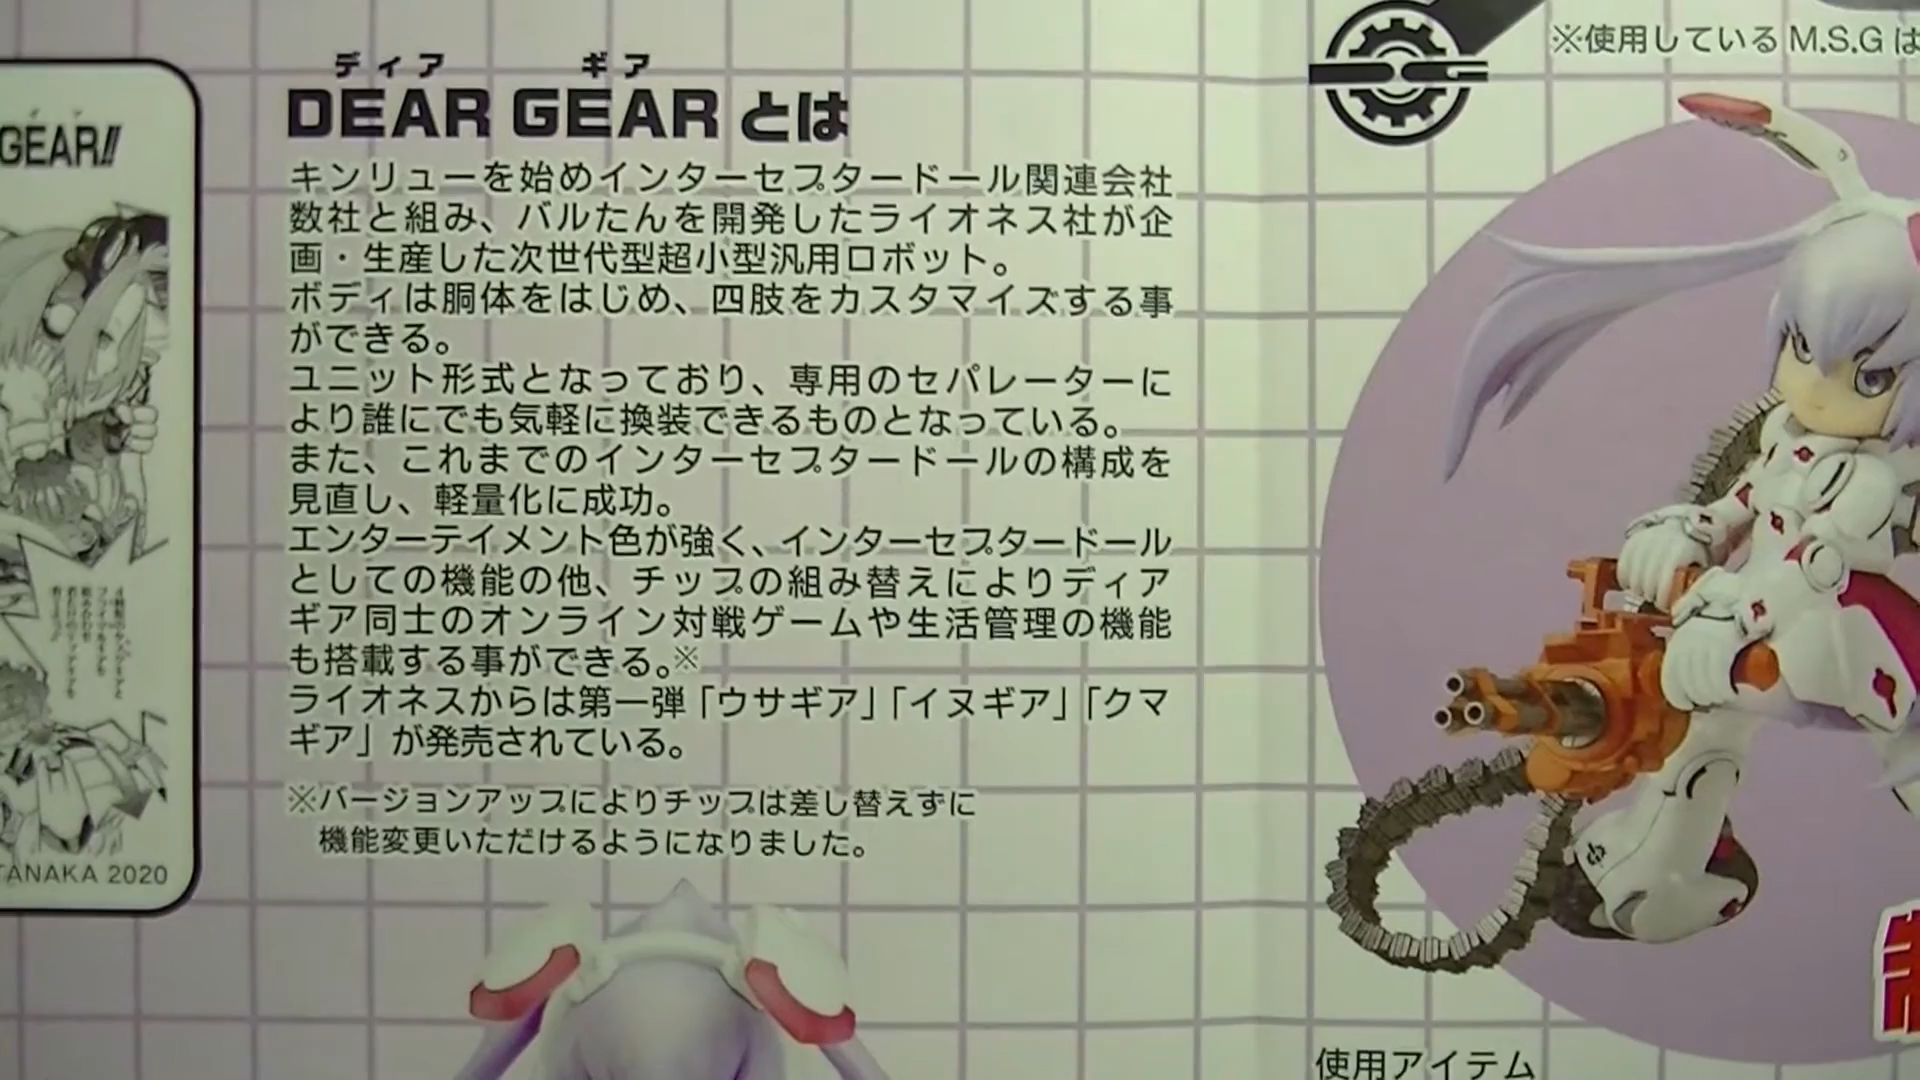 GEAR!!
TANAKA 2020
ディア ギア
DEAR GEAR とは
キンリューを始めインターセプタードール関連会社
数社と組み、バルたんを開発したライオネス社が企
画・生産した次世代型超小型汎用ロボット。
ボディは胴体をはじめ、四肢をカスタマイズする事
ができる。
ユニット形式となっており、専用のセパレーターに
より誰にでも気軽に換装できるものとなっている。
また、これまでのインターセプタードールの構成を
見直し、軽量化に成功。
エンターテイメント色が強く、インターセプタードール
としての機能の他、チップの組み替えによりディア
ギア同士のオンライン対戦ゲームや生活管理の機能
も搭載する事ができる。※
ライオネスからは第一弾「ウサギア」「イヌギア」「クマ
ギア」が発売されている。
※バージョンアップによりチップは差し替えずに
機能変更いただけるようになりました。
※使用している M.S.G は
使用アイテム